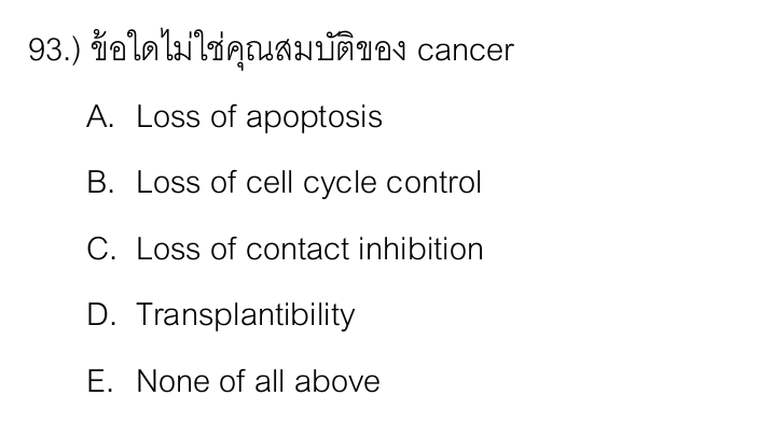 93.) ข้อใดไม่ใช่คุณสมบัติของ cancer
A. Loss of apoptosis
B. Loss of cell cycle control
C. Loss of contact inhibition
D. Transplantibility
E. None of all above